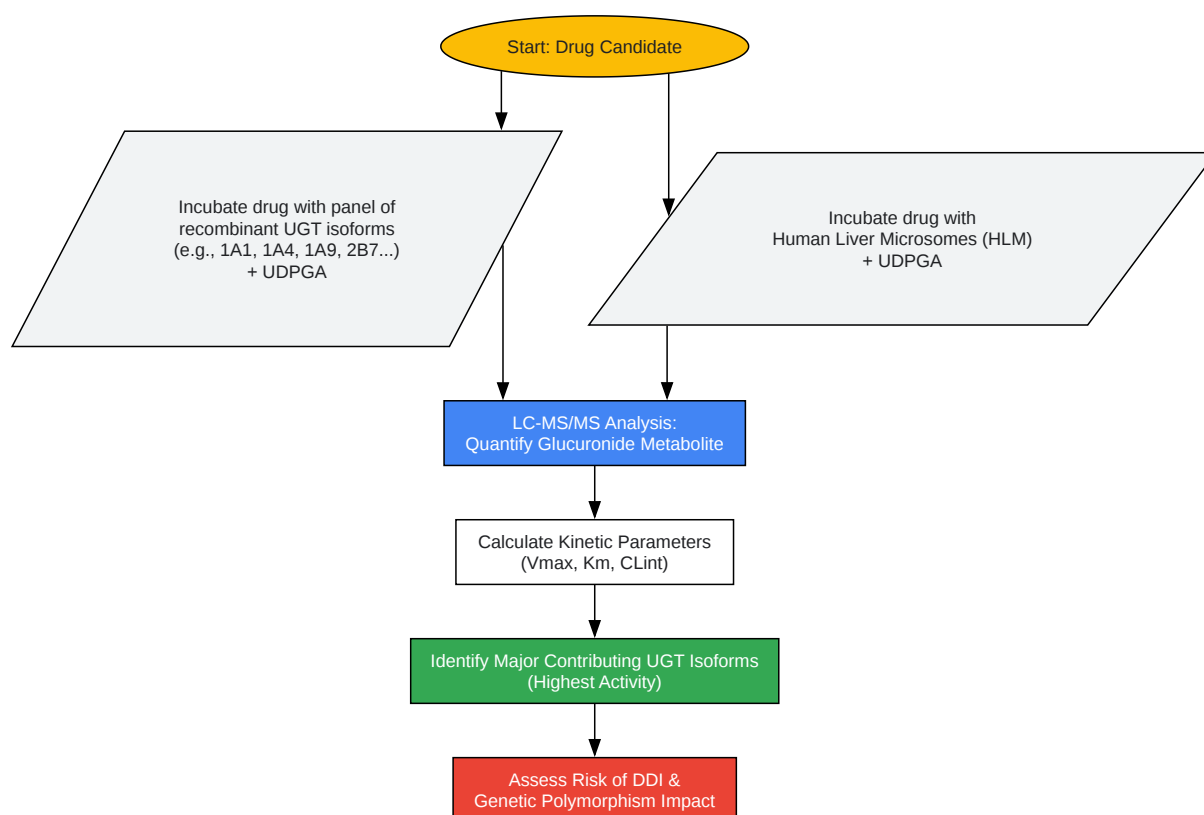 Start: Drug Candidate
Incubate drug with panel of
recombinant UGT isoforms
(e.g., 1A1, 1A4, 1A9, 2B7...)
+ UDPGA
Incubate drug with
Human Liver Microsomes (HLM)
+ UDPGA
LC-MS/MS Analysis:
Quantify Glucuronide Metabolite
Calculate Kinetic Parameters
(Vmax, Km, CLint)
Identify Major Contributing UGT Isoforms
(Highest Activity)
Assess Risk of DDI &
Genetic Polymorphism Impact